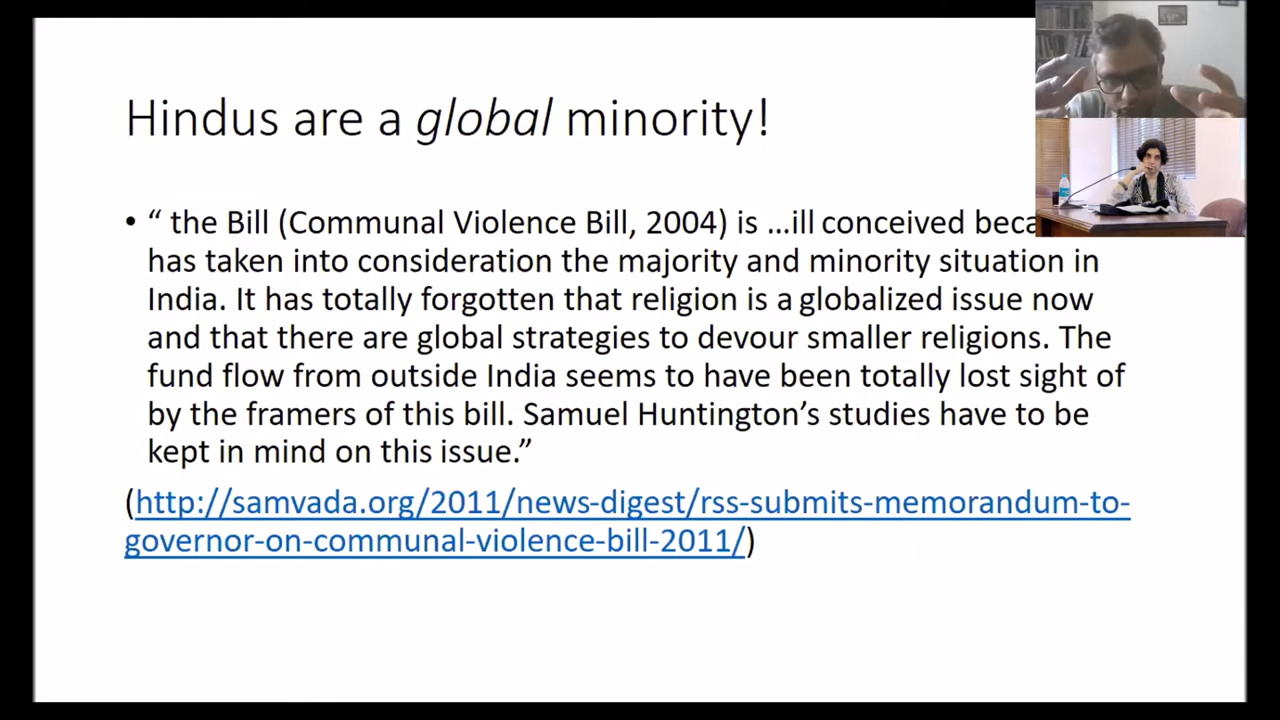 Hindus are a global minority!
• “ the Bill (Communal Violence Bill, 2004) is …ill conceived
has taken into consideration the majority and minority situation in
India. It has totally forgotten that religion is a globalized issue now
and that there are global strategies to devour smaller religions. The
fund flow from outside India seems to have been totally lost sight of
by the framers of this bill. Samuel Huntington’s studies have to be
kept in mind on this issue.”
(http://samvada.org/2011/news-digest/rss-submits-memorandum-to-
governor-on-communal-violence-bill-2011/)